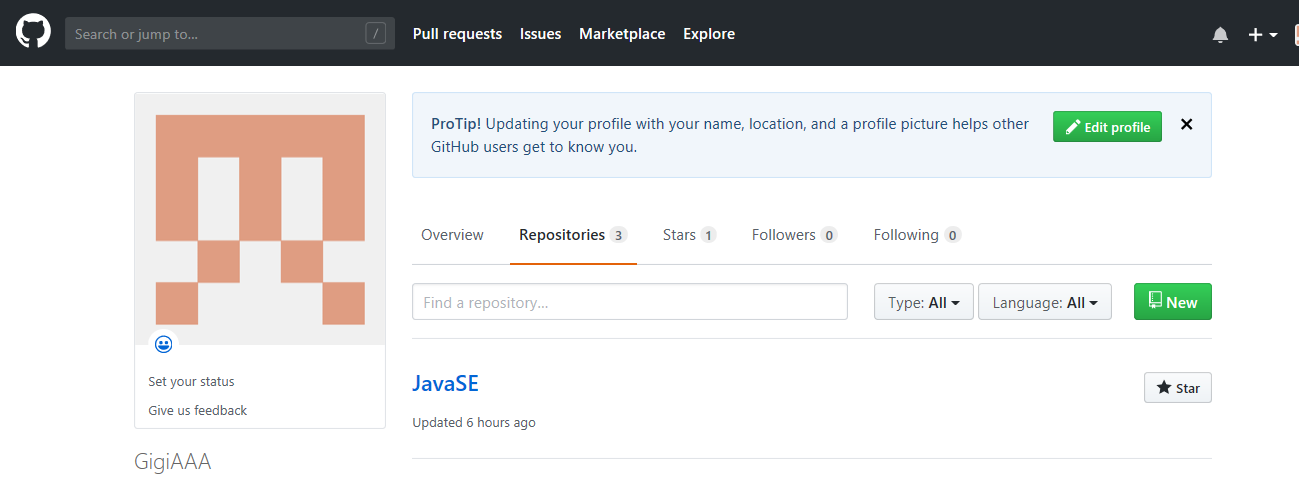 Search or jump to... /
Pull requests
Issues
Marketplace
Explore
ProTip! Updating your profile with your name, location, and a profile picture helps other
GitHub users get to know you.
Edit profile
Overview
Repositories 3
Stars 1
Followers 0
Following 0
Find a repository...
Type: All
Language: All
New
Set your status
Give us feedback
GigiAAA
JavaSE
Star
Updated 6 hours ago